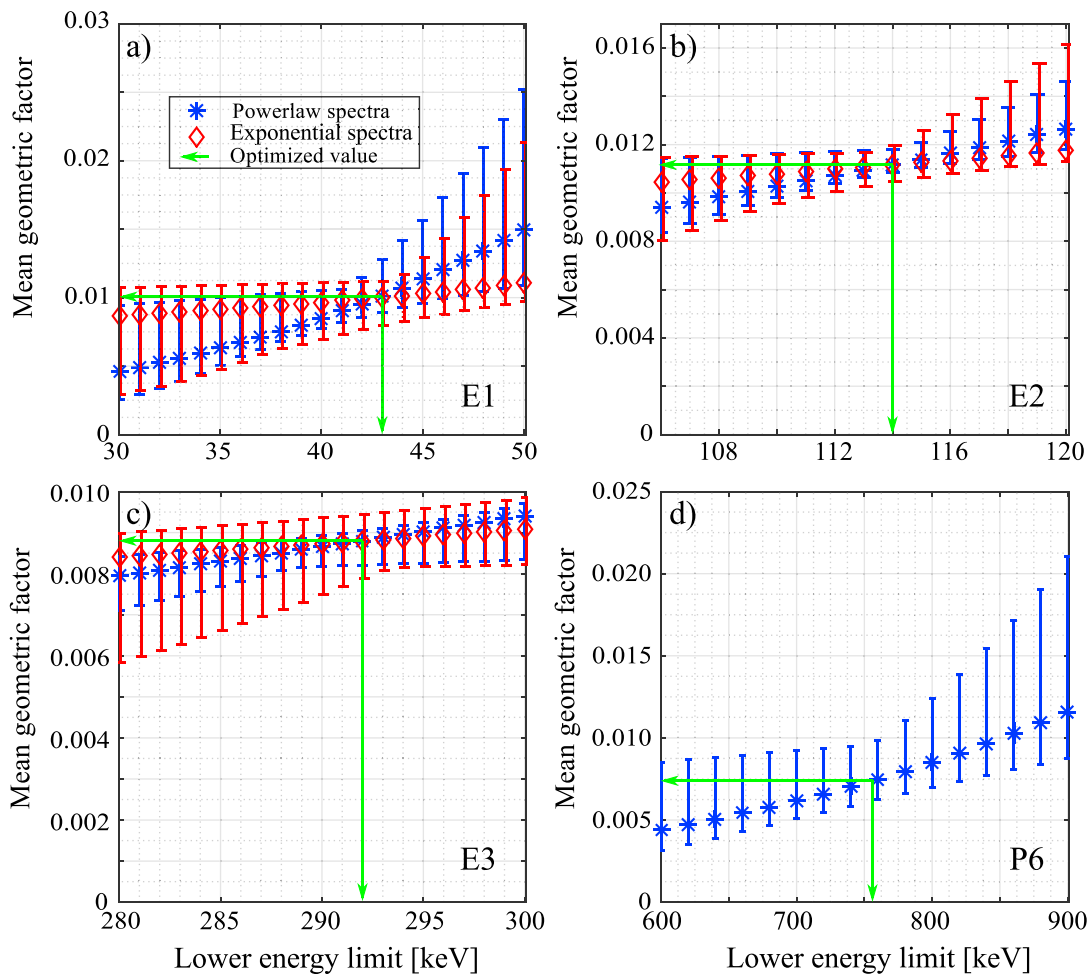 a)
Mean geometric factor
0.03
0.02
0.01
0
Powerlaw spectra
Exponential spectra
Optimized value
E1
30
35
40
45
50
b)
Mean geometric factor
0.016
0.012
0.008
0.004
0
E2
108
112
116
120
c)
Mean geometric factor
0.010
0.008
0.006
0.004
0.002
0
E3
280
285
290
295
300
Lower energy limit [keV]
d)
Mean geometric factor
0.025
0.020
0.015
0.010
0.005
0
P6
600
700
800
900
Lower energy limit [keV]